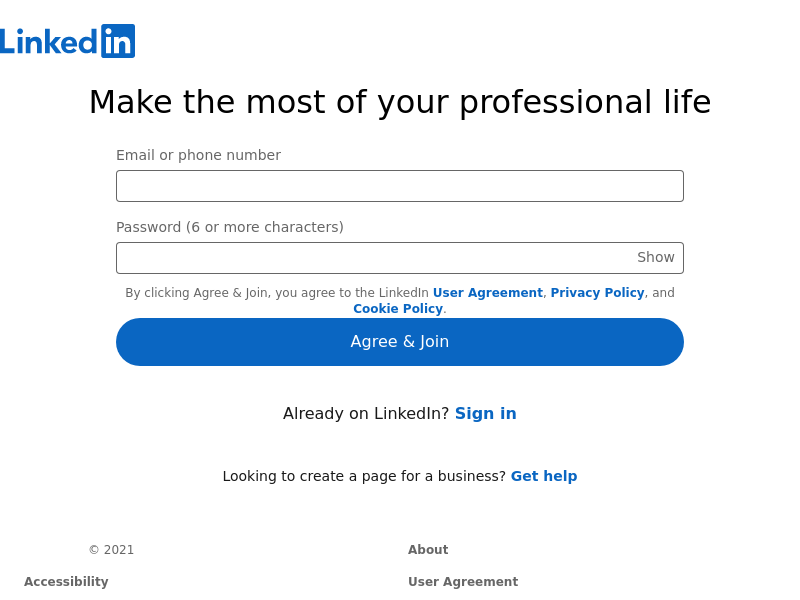 Linkedin
Make the most of your professional life
Email or phone number
Password (6 or more characters)
Show
By clicking Agree & Join, you agree to the LinkedIn User Agreement, Privacy Policy, and
Cookie Policy.
Agree & Join
Already on LinkedIn? Sign in
Looking to create a page for a business? Get help
© 2021
About
Accessibility
User Agreement